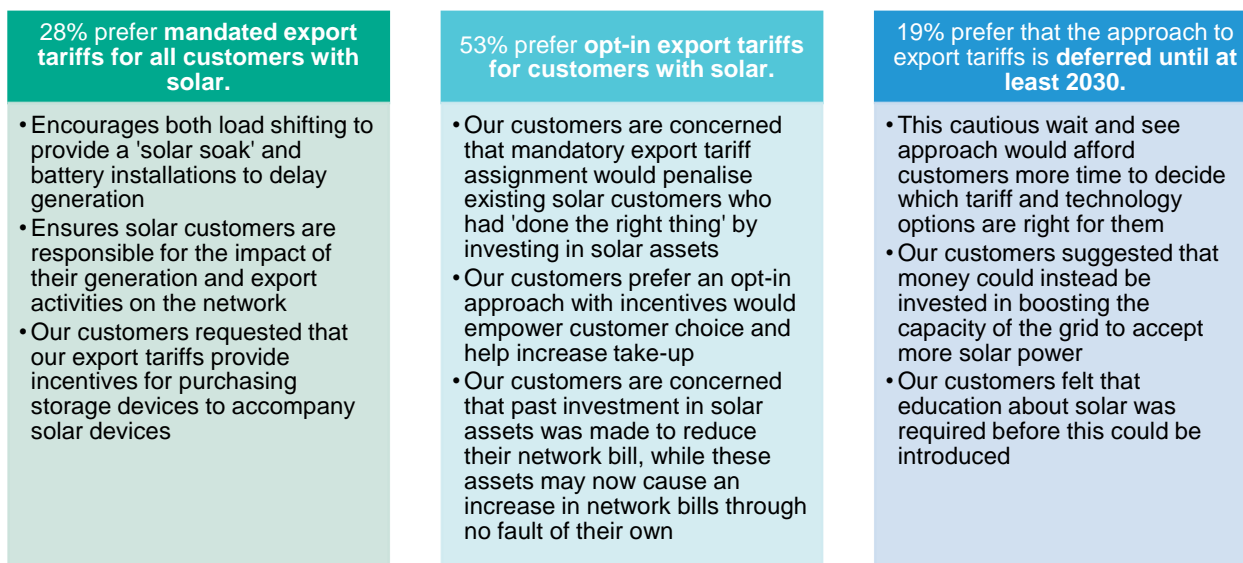 28% prefer mandated export
tariffs for all customers with
solar.
• Encourages both load shifting to
provide a 'solar soak' and
battery installations to delay
generation
• Ensures solar customers are
responsible for the impact of
their generation and export
activities on the network
• Our customers requested that
our export tariffs provide
incentives for purchasing
storage devices to accompany
solar devices
53% prefer opt-in export tariffs
for customers with solar.
• Our customers are concerned
that mandatory export tariff
assignment would penalise
existing solar customers who
had 'done the right thing' by
investing in solar assets
• Our customers prefer an opt-in
approach with incentives would
empower customer choice and
help increase take-up
• Our customers are concerned
that past investment in solar
assets was made to reduce
their network bill, while these
assets may now cause an
increase in network bills through
no fault of their own
19% prefer that the approach to
export tariffs is deferred until at
least 2030.
• This cautious wait and see
approach would afford
customers more time to decide
which tariff and technology
options are right for them
• Our customers suggested that
money could instead be
invested in boosting the
capacity of the grid to accept
more solar power
• Our customers felt that
education about solar was
required before this could be
introduced